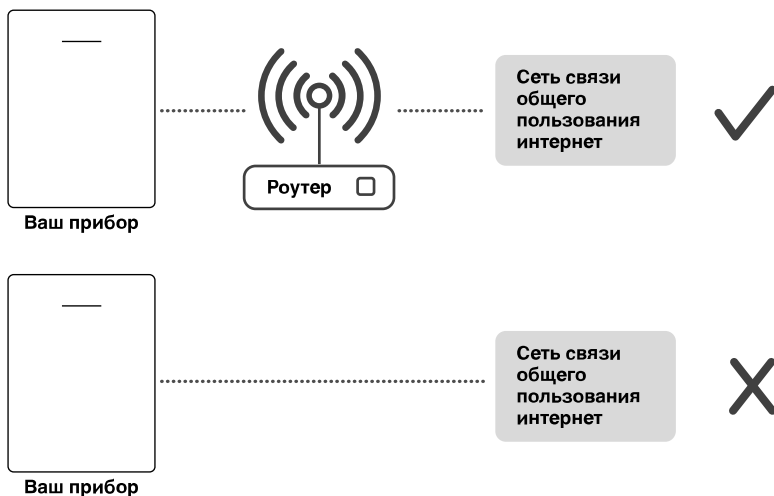 Сеть связи
общего
пользования
интернет
Роутер
Ваш прибор
Сеть связи
общего
пользования
интернет
Ваш прибор